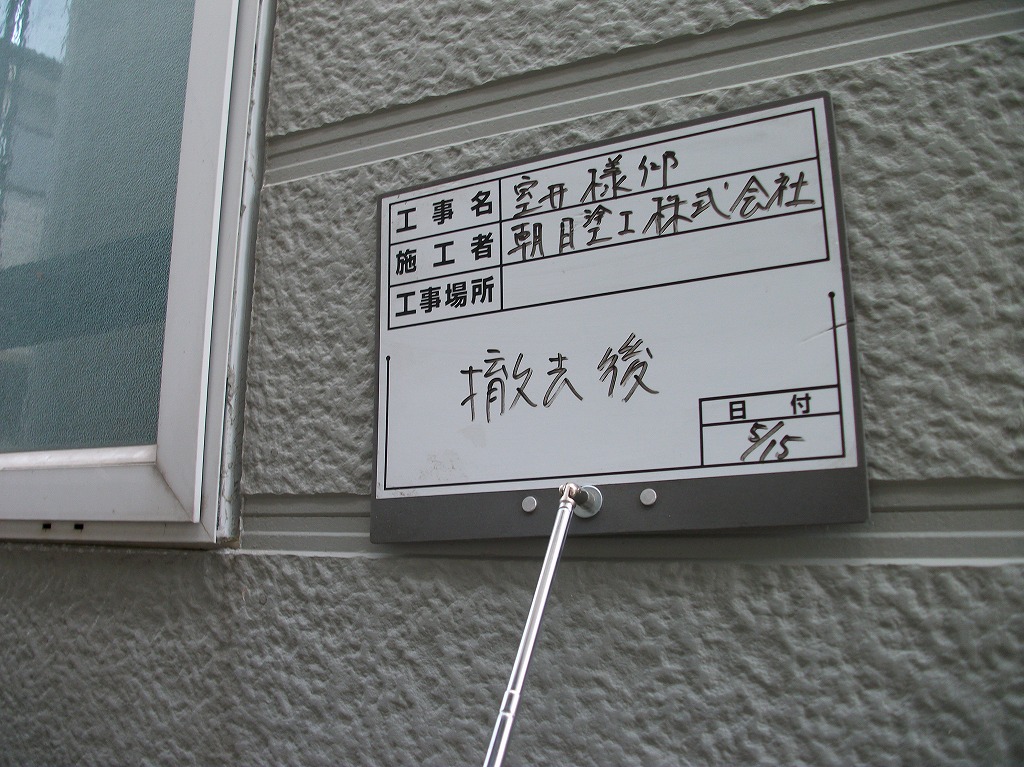 工事名 室井様邸
施工者 朝日塗工株式会社
工事場所
撤去後
日付
5/15